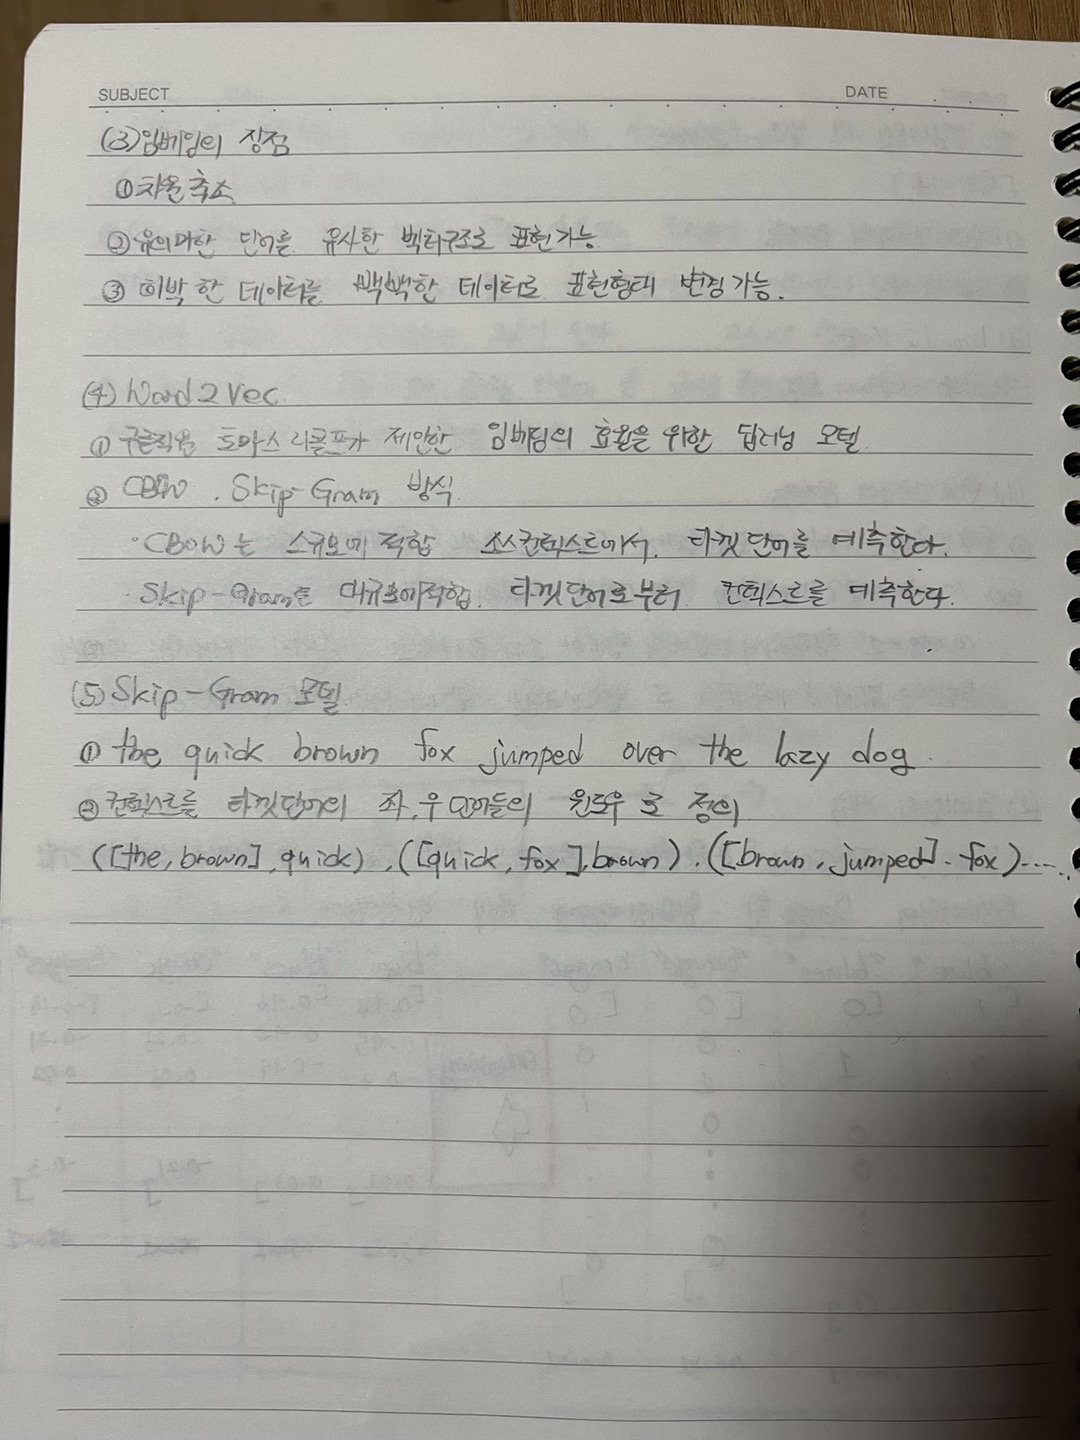 SUBJECT DATE
(3) 임베딩의 장점
① 차원 축소
② 유의미한 단어를 유사한 벡터구조로 표현가능
③ 희박 한 데이터를 빽빽한 데이터로 표현형태 변경가능.
(4) Word2Vec.
① 구글직원 토마스 리콜프가 제안한 임베딩의 효율을 위한 딥러닝 모델
② CBOW, Skip-Gram 방식
· CBOW는 소규모에 적합 소스컨텍스트에서, 타깃단어를 예측한다.
· Skip-Gram은 대규모에적합. 타깃단어로부터 컨텍스트를 예측한다.
(5) Skip-Gram 모델
① the quick brown fox jumped over the lazy dog.
② 컨텍스트를 타깃단어의 좌,우 단어들의 윈도우 로 정의
([the, brown], quick), ([quick, fox], brown), ([brown, jumped]. fox).....